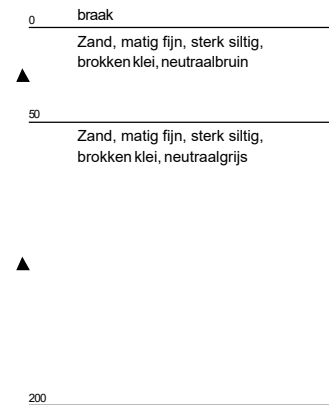 0 braak
Zand, matig fijn, sterk siltig,
brokken klei, neutraalbruin
50
Zand, matig fijn, sterk siltig,
brokken klei, neutraalgrijs
200